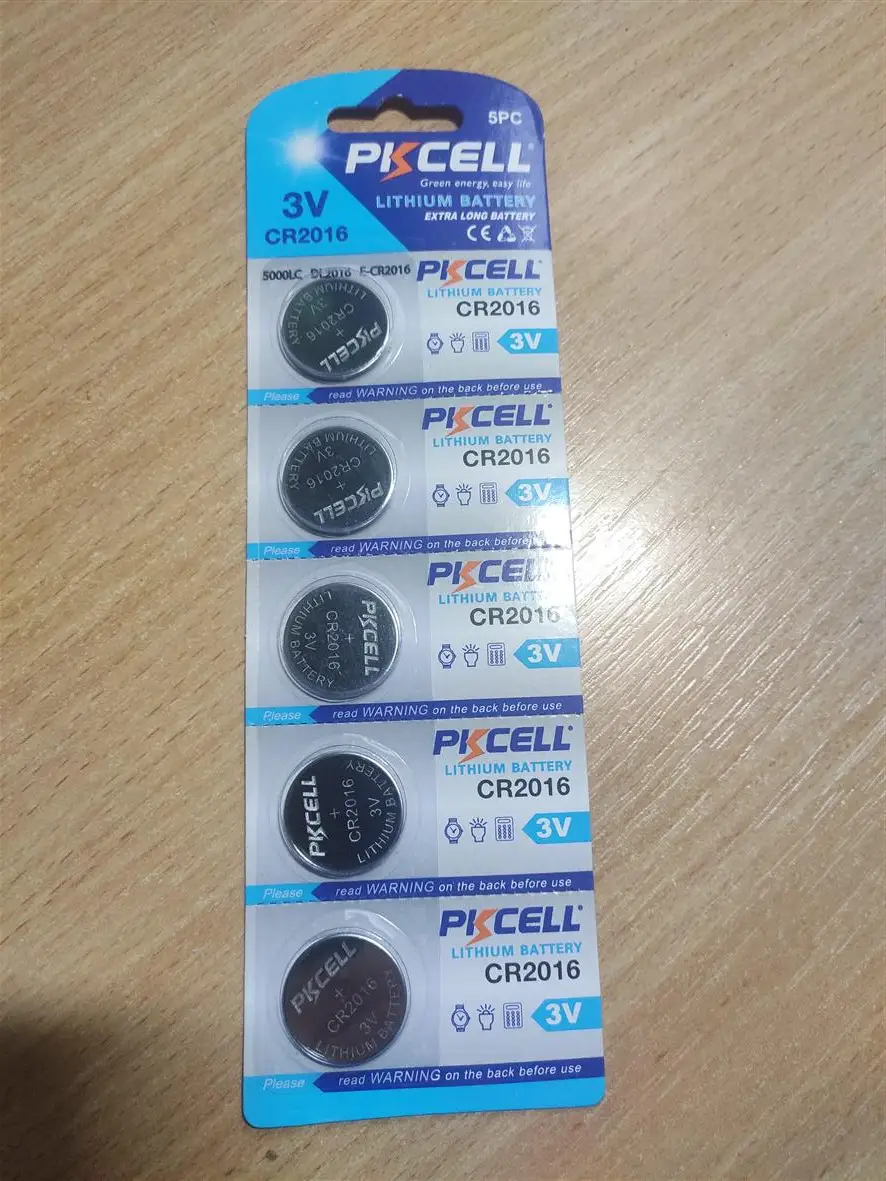 5PC
PKCELL
Green energy, easy life
3V
LITHIUM BATTERY
EXTRA LONG BATTERY
CR2016
CE
5000LC DL2016 E-CR2016
PKCELL
LITHIUM BATTERY
CR2016
3V
LITHIUM BATTERY
3V
CR2016
+
PKCELL
Please read WARNING on the back before use
PKCELL
LITHIUM BATTERY
CR2016
3V
LITHIUM BATTERY
3V
CR2016
+
PKCELL
Please read WARNING on the back before use
PKCELL
LITHIUM BATTERY
CR2016
3V
PKCELL
+
CR2016
3V
LITHIUM BATTERY
Please read WARNING on the back before use
PKCELL
LITHIUM BATTERY
CR2016
3V
PKCELL
+
CR2016
3V
LITHIUM BATTERY
Please read WARNING on the back before use
PKCELL
LITHIUM BATTERY
CR2016
3V
PKCELL
+
CR2016
3V
LITHIUM BATTERY
Please read WARNING on the back before use